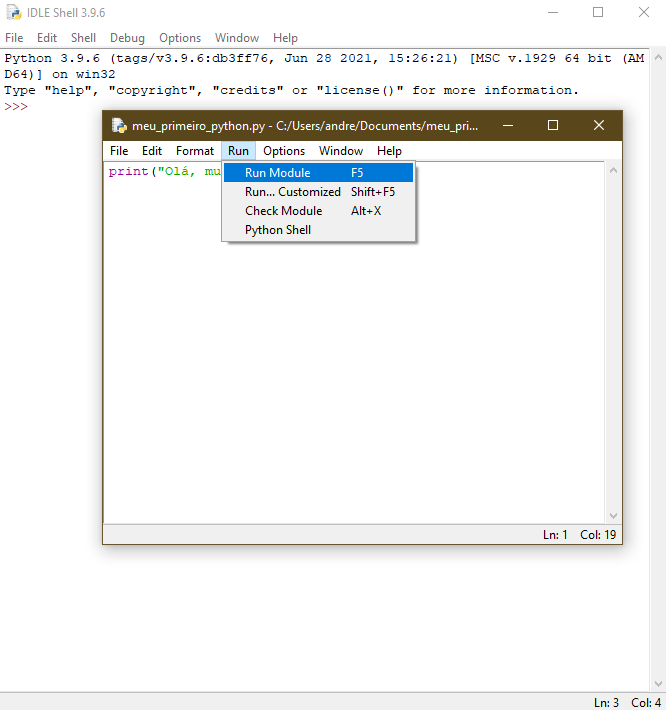 IDLE Shell 3.9.6
File Edit Shell Debug Options Window Help
Python 3.9.6 (tags/v3.9.6:db3ff76, Jun 28 2021, 15:26:21) [MSC v.1929 64 bit (AM
D64)] on win32
Type "help", "copyright", "credits" or "license()" for more information.
>>>
meu_primeiro_python.py - C:/Users/andre/Documents/meu_pri...
File Edit Format Run Options Window Help
print("Olá, mu
Run Module F5
Run... Customized Shift+F5
Check Module Alt+X
Python Shell
Ln: 1 Col: 19
Ln: 3 Col: 4